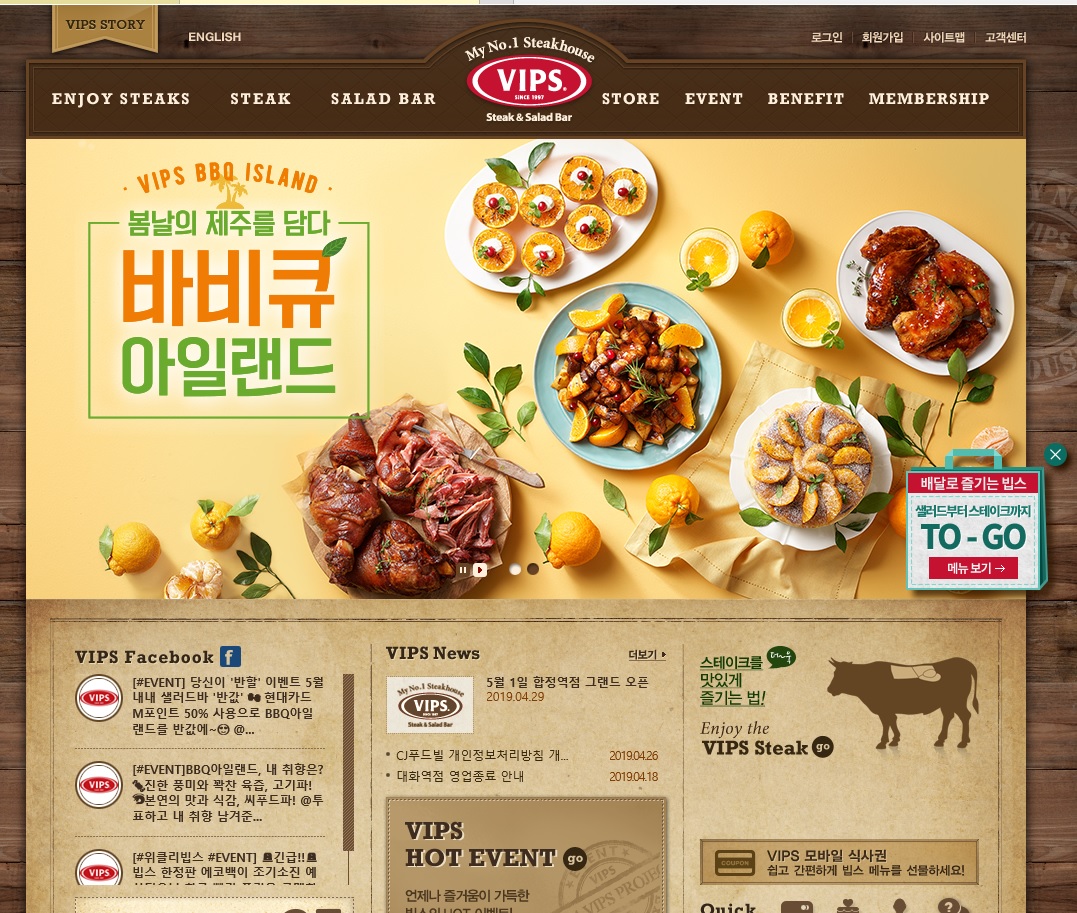 VIPS STORY
ENGLISH
로그인
회원가입
사이트맵
고객센터
My No.1 Steakhouse
VIPS
SINCE 1997
Steak & Salad Bar
ENJOY STEAKS
STEAK
SALAD BAR
STORE
EVENT
BENEFIT
MEMBERSHIP
VIPS BBQ ISLAND
봄날의 제주를 담다
바비큐
아일랜드
배달로 즐기는 빕스
샐러드부터 스테이크까지
TO - GO
메뉴 보기 →
VIPS Facebook
[#EVENT] 당신이 '반할' 이벤트 5월
내내 샐러드바 '반값' 현대카드
M포인트 50% 사용으로 BBQ아일
랜드를 반값에~ @...
[#EVENT]BBQ아일랜드, 내 취향은?
진한 풍미와 꽉찬 육즙, 고기파!
본연의 맛과 식감, 씨푸드파! @투
표하고 내 취향 남겨준...
[#위클리빕스 #EVENT] 긴급!!
빕스 한정판 에코백이 조기소진 예
VIPS News
더보기
My No.1 Steakhouse
VIPS
Steak & Salad Bar
5월 1일 합정역점 그랜드 오픈
2019.04.29
CJ푸드빌 개인정보처리방침 개...
2019.04.26
대화역점 영업종료 안내
2019.04.18
VIPS
HOT EVENT go
언제나 즐거움이 가득한
빕스의 HOT 이벤트!
스테이크를 더욱
맛있게
즐기는 법!
Enjoy the
VIPS Steak go
COUPON
VIPS 모바일 식사권
쉽고 간편하게 빕스 메뉴를 선물하세요!
Quick